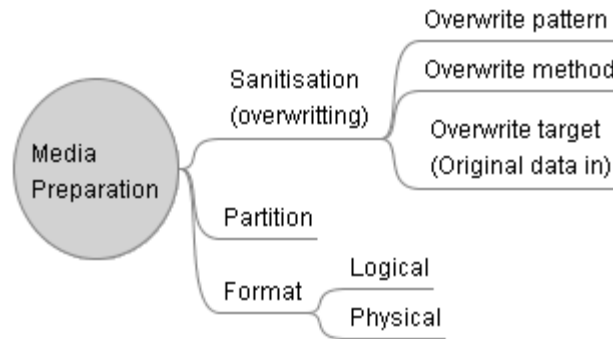 Media
Preparation
Sanitisation
(overwritting)
Overwrite pattern
Overwrite method
Overwrite target
(Original data in)
Partition
Format
Logical
Physical